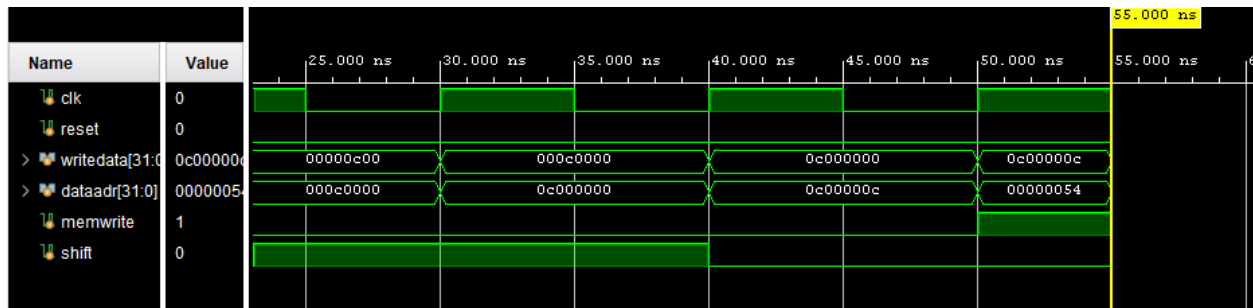 55.000 ns
Name Value 25.000 ns 30.000 ns 35.000 ns 40.000 ns 45.000 ns 50.000 ns 55.000 ns
clk 0
reset 0
writedata[31:0 0c00000c 00000c00 000c0000 0c000000 0c00000c
dataadr[31:0] 00000054 000c0000 0c000000 0c00000c 00000054
memwrite 1
shift 0